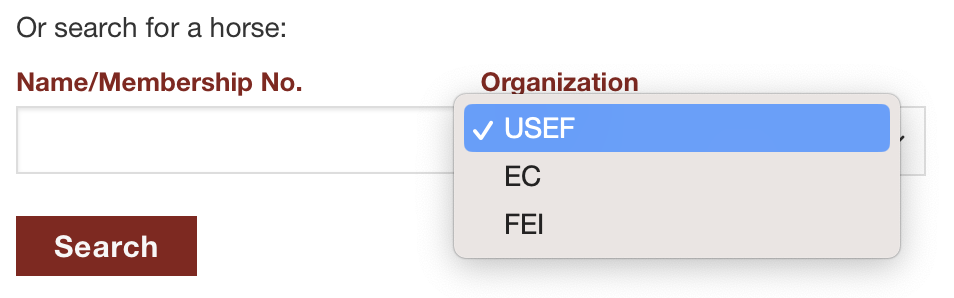 Or search for a horse:
Name/Membership No.
Organization
USEF
EC
FEI
Search